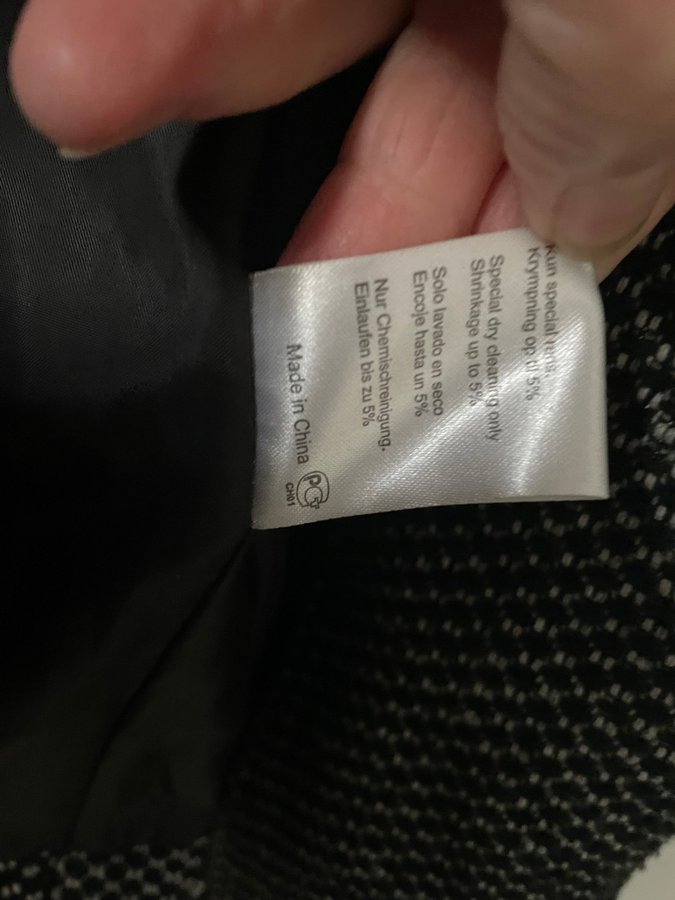 Kun special rens.
Krympning op til 5%
Special dry cleaning only
Shrinkage up to 5%
Solo lavado en seco
Encoje hasta un 5%
Nur Chemischreinigung.
Einlaufen bis zu 5%
Made in China
CH01